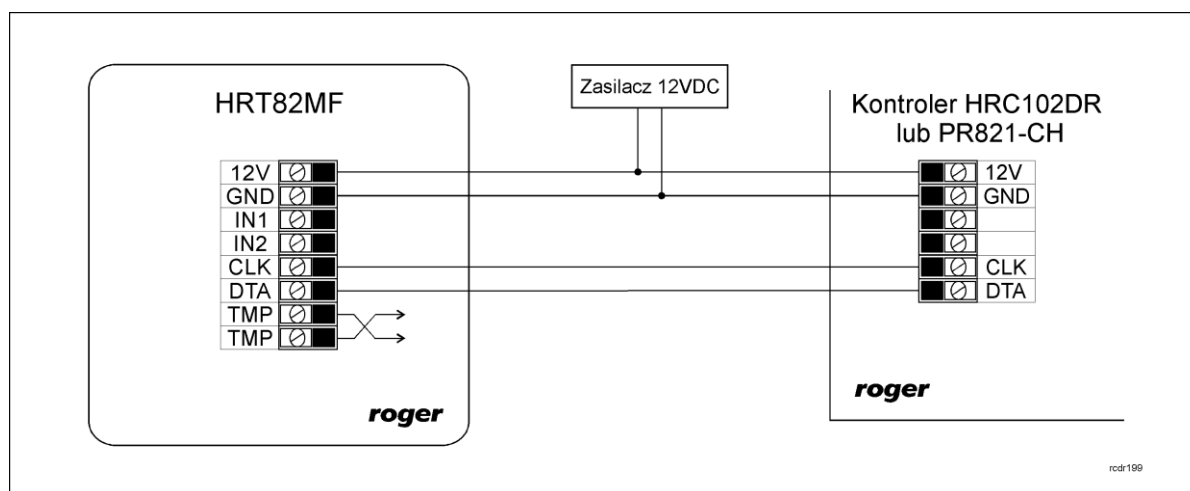 HRT82MF
12V
GND
IN1
IN2
CLK
DTA
TMP
TMP
roger
Zasilacz 12VDC
Kontroler HRC102DR
lub PR821-CH
12V
GND
CLK
DTA
roger
rcdr199